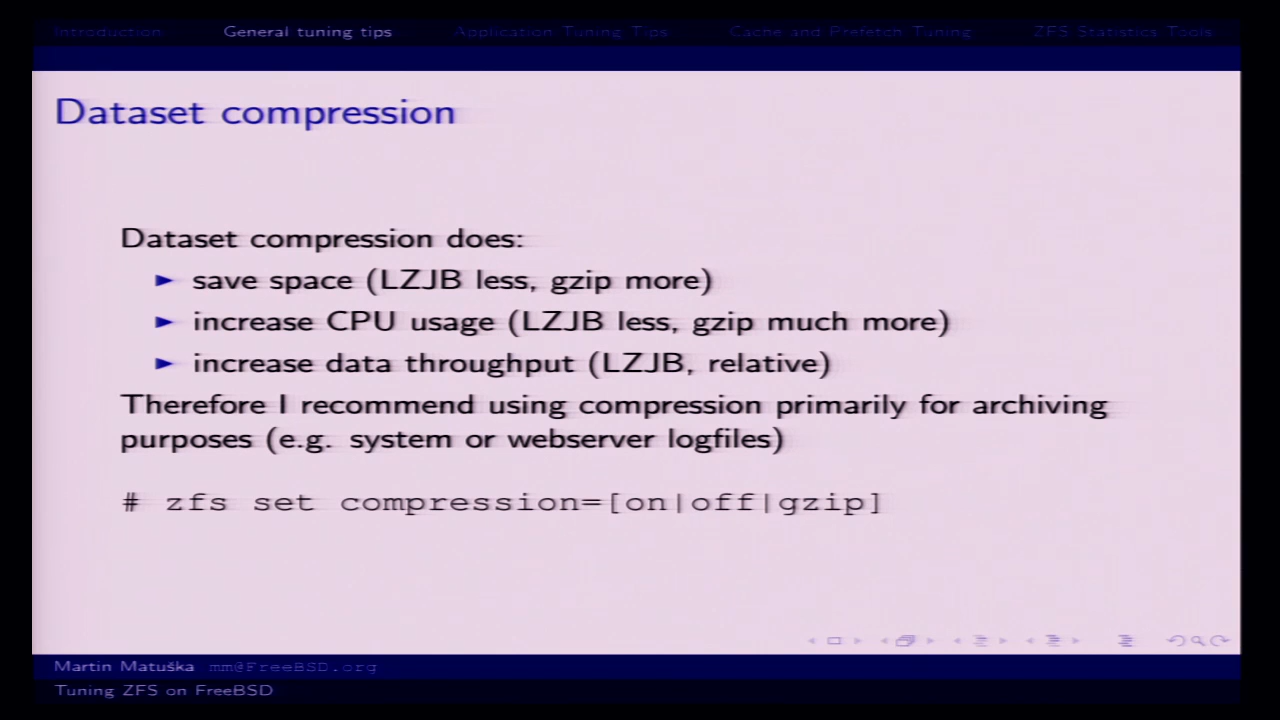 Introduction General tuning tips Application Tuning Tips Cache and Prefetch Tuning ZFS Statistics Tools
Dataset compression
Dataset compression does:
save space (LZJB less, gzip more)
increase CPU usage (LZJB less, gzip much more)
increase data throughput (LZJB, relative)
Therefore I recommend using compression primarily for archiving
purposes (e.g. system or webserver logfiles)
# zfs set compression=[on|off|gzip]
Martin Matuška mm@FreeBSD.org
Tuning ZFS on FreeBSD